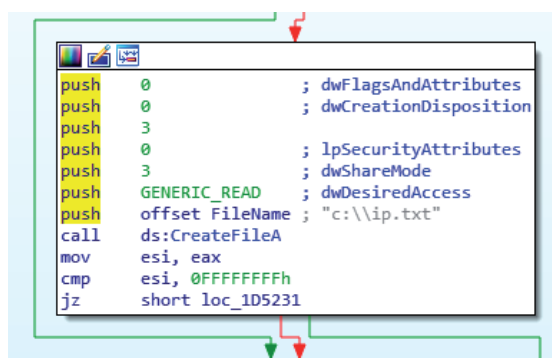 push 0 ; dwFlagsAndAttributes
push 0 ; dwCreationDisposition
push 3
push 0 ; lpSecurityAttributes
push 3 ; dwShareMode
push GENERIC_READ ; dwDesiredAccess
push offset FileName ; "c:\\ip.txt"
call ds:CreateFileA
mov esi, eax
cmp esi, 0FFFFFFFFh
jz short loc_1D5231